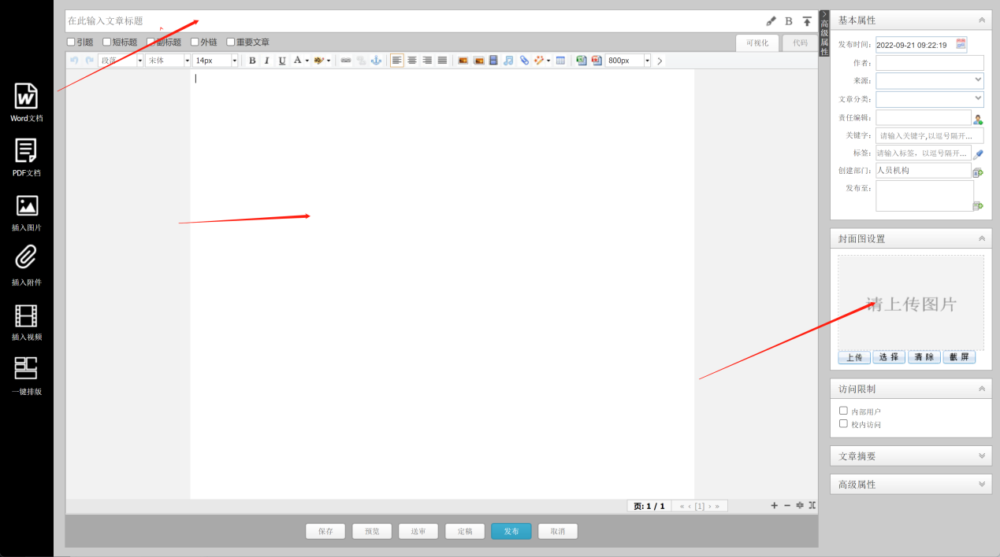 在此输入文章标题
B
引题 短标题 副标题 外链 重要文章
可视化 代码
高级属性
段落 宋体 14px B I U A ab 800px
Word文档
PDF文档
插入图片
插入附件
插入视频
一键排版
页: 1 / 1 « ‹ [1] › »
保存 预览 送审 定稿 发布 取消
基本属性
发布时间: 2022-09-21 09:22:19
作者:
来源:
文章分类:
责任编辑:
关键字: 请输入关键字,以逗号隔开...
标签: 请输入标签, 以逗号隔开...
创建部门: 人员机构
发布至:
封面图设置
请上传图片
上传 选择 清除 截屏
访问限制
内部用户
校内访问
文章摘要
高级属性